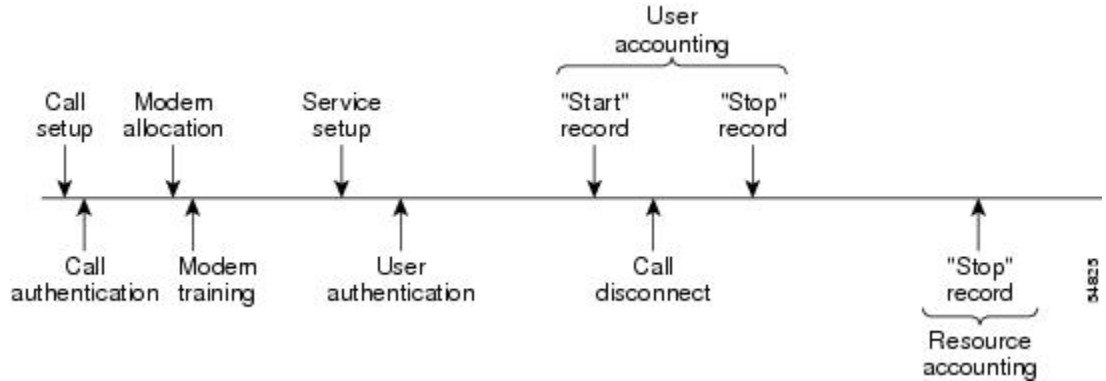 User
accounting
Call
setup
Modem
allocation
Service
setup
"Start"
record
"Stop"
record
Call
authentication
Modem
training
User
authentication
Call
disconnect
"Stop"
record
Resource
accounting
54825